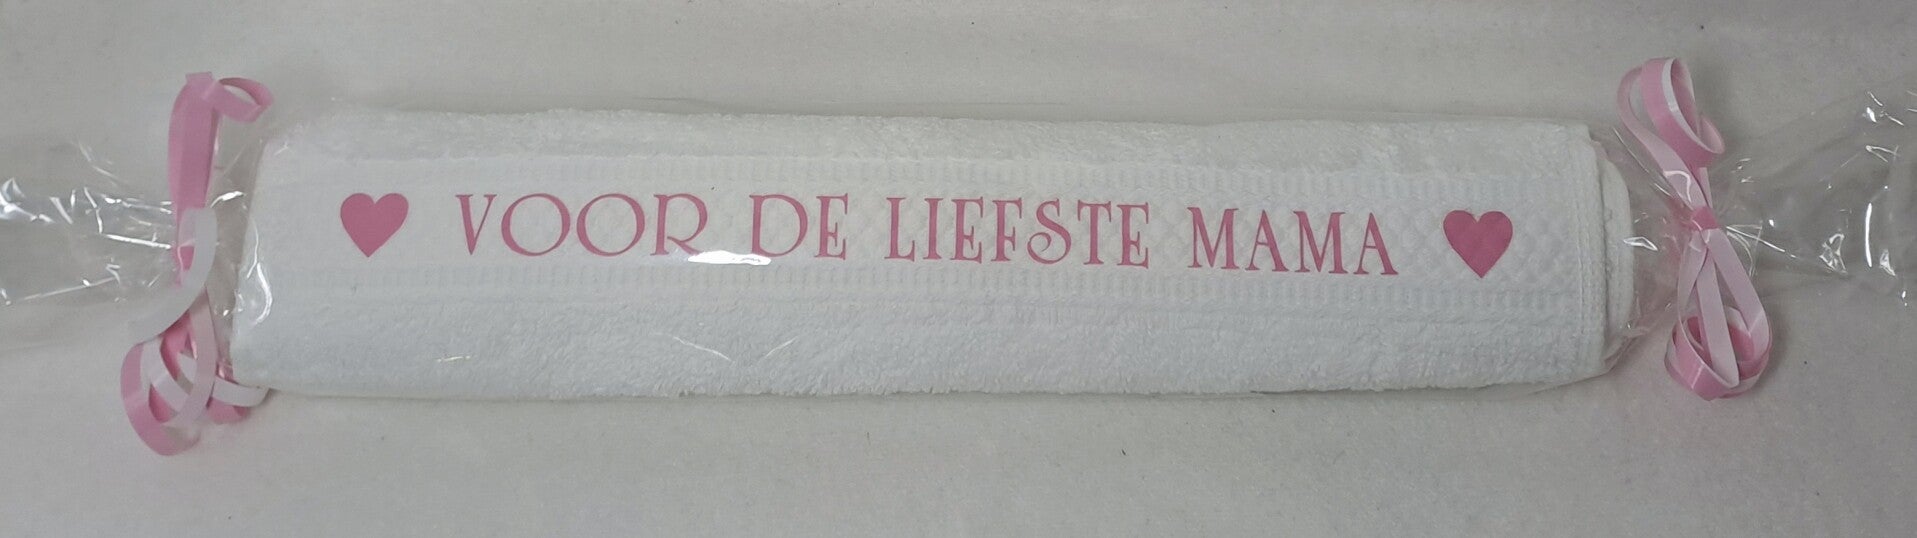 ♥ VOOR DE LIEFSTE MAMA ♥